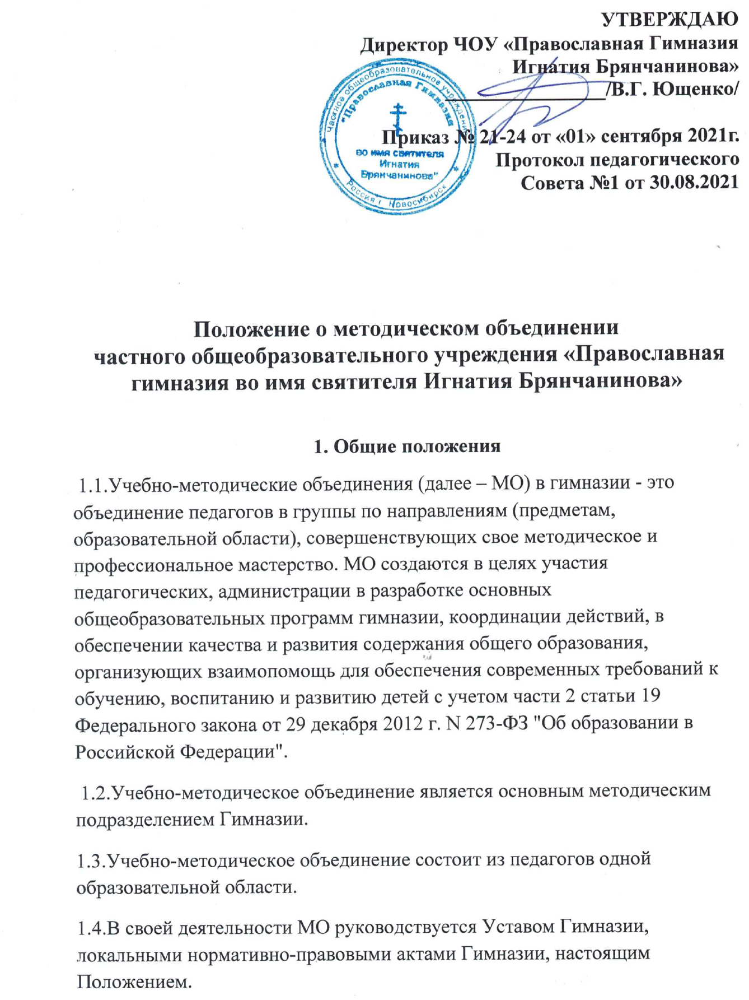 УТВЕРЖДАЮ
Директор ЧОУ «Православная Гимназия
Игнатия Брянчанинова»
/В.Г. Ющенко/
Приказ № 21-24 от «01» сентября 2021г.
Протокол педагогического
Совета №1 от 30.08.2021
Частное общеобразовательное учреждение
"Православная Гимназия
во имя святителя
Игнатия
Брянчанинова"
Россия г. Новосибирск
Положение о методическом объединении
частного общеобразовательного учреждения «Православная
гимназия во имя святителя Игнатия Брянчанинова»
1. Общие положения
1.1.Учебно-методические объединения (далее – МО) в гимназии - это
объединение педагогов в группы по направлениям (предметам,
образовательной области), совершенствующих свое методическое и
профессиональное мастерство. МО создаются в целях участия
педагогических, администрации в разработке основных
общеобразовательных программ гимназии, координации действий, в
обеспечении качества и развития содержания общего образования,
организующих взаимопомощь для обеспечения современных требований к
обучению, воспитанию и развитию детей с учетом части 2 статьи 19
Федерального закона от 29 декабря 2012 г. N 273-ФЗ "Об образовании в
Российской Федерации".
1.2.Учебно-методическое объединение является основным методическим
подразделением Гимназии.
1.3.Учебно-методическое объединение состоит из педагогов одной
образовательной области.
1.4.В своей деятельности МО руководствуется Уставом Гимназии,
локальными нормативно-правовыми актами Гимназии, настоящим
Положением.